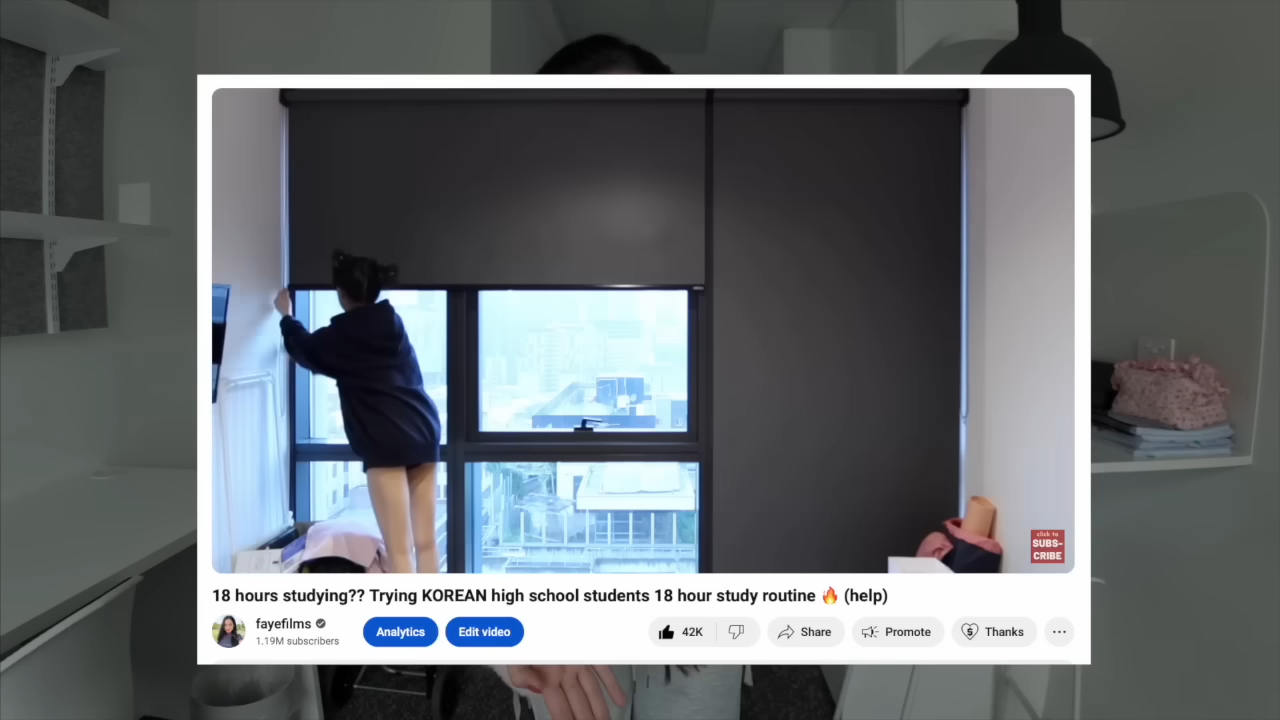 click to
SUBS-
CRIBE
18 hours studying?? Trying KOREAN high school students 18 hour study routine 🔥 (help)
fayefilms
1.19M subscribers
Analytics
Edit video
42K
Share
Promote
Thanks